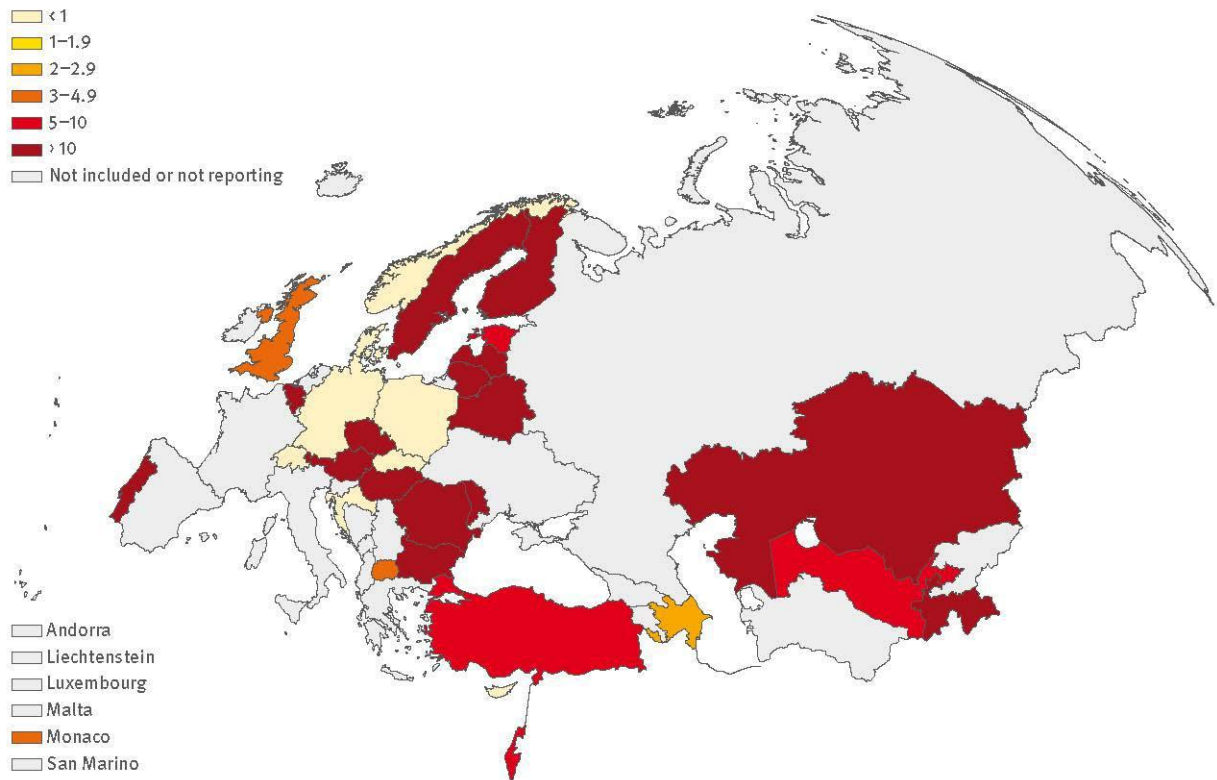 < 1
1–1.9
2–2.9
3–4.9
5–10
> 10
Not included or not reporting
Andorra
Liechtenstein
Luxembourg
Malta
Monaco
San Marino